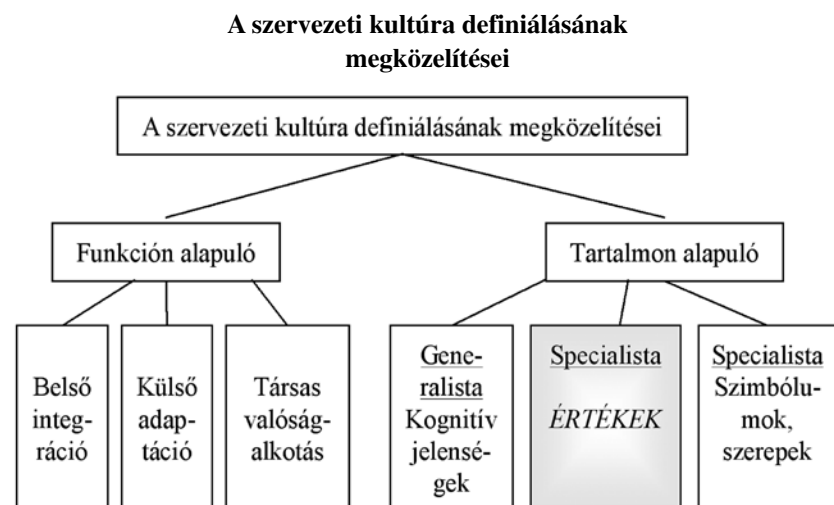 A szervezeti kultúra definiálásának
megközelítései
A szervezeti kultúra definiálásának megközelítései
Funkción alapuló
Tartalmon alapuló
Belső
integ-
ráció
Külső
adap-
táció
Társas
valóság-
alkotás
Gene-
ralista
Kognitív
jelensé-
gek
Specialista
ÉRTÉKEK
Specialista
Szimbólu-
mok,
szerepek